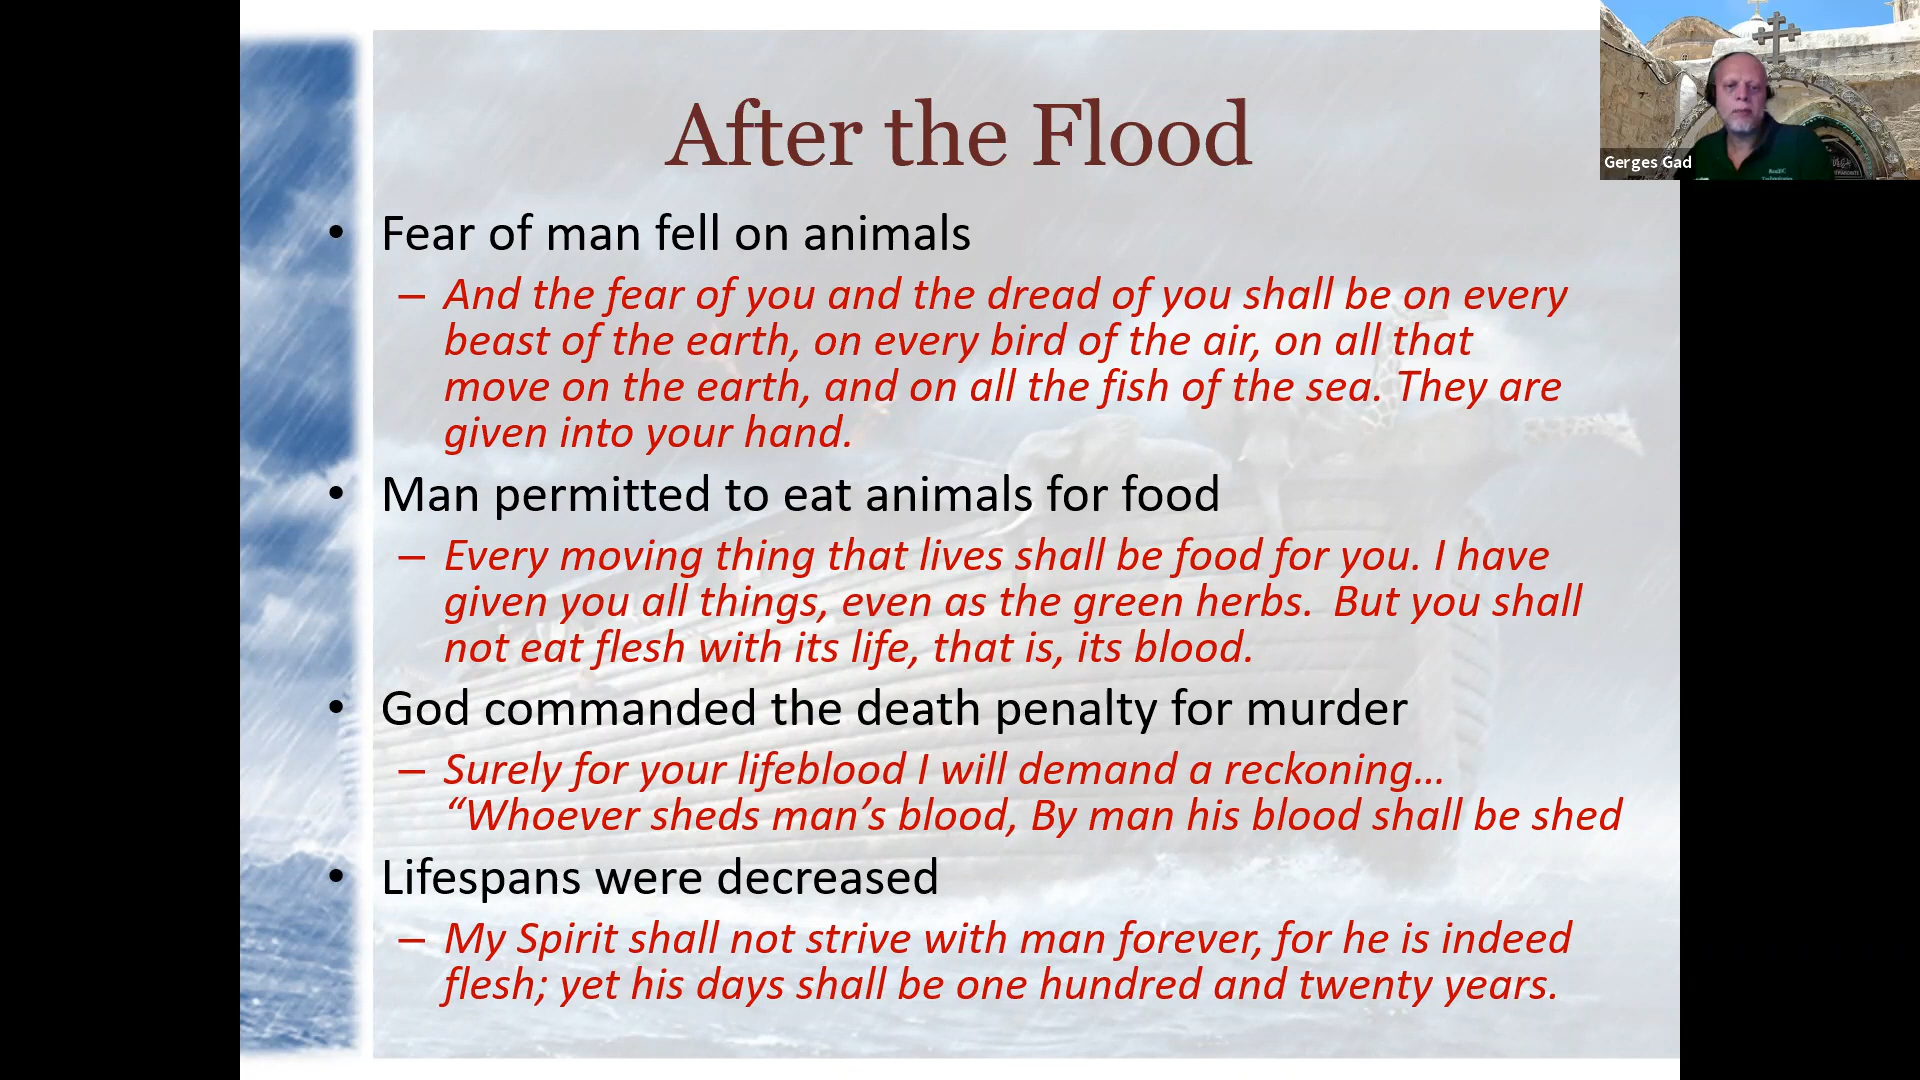 After the Flood
Gerges Gad
• Fear of man fell on animals
– And the fear of you and the dread of you shall be on every
beast of the earth, on every bird of the air, on all that
move on the earth, and on all the fish of the sea. They are
given into your hand.
• Man permitted to eat animals for food
– Every moving thing that lives shall be food for you. I have
given you all things, even as the green herbs.  But you shall
not eat flesh with its life, that is, its blood.
• God commanded the death penalty for murder
– Surely for your lifeblood I will demand a reckoning…
“Whoever sheds man’s blood, By man his blood shall be shed
• Lifespans were decreased
– My Spirit shall not strive with man forever, for he is indeed
flesh; yet his days shall be one hundred and twenty years.